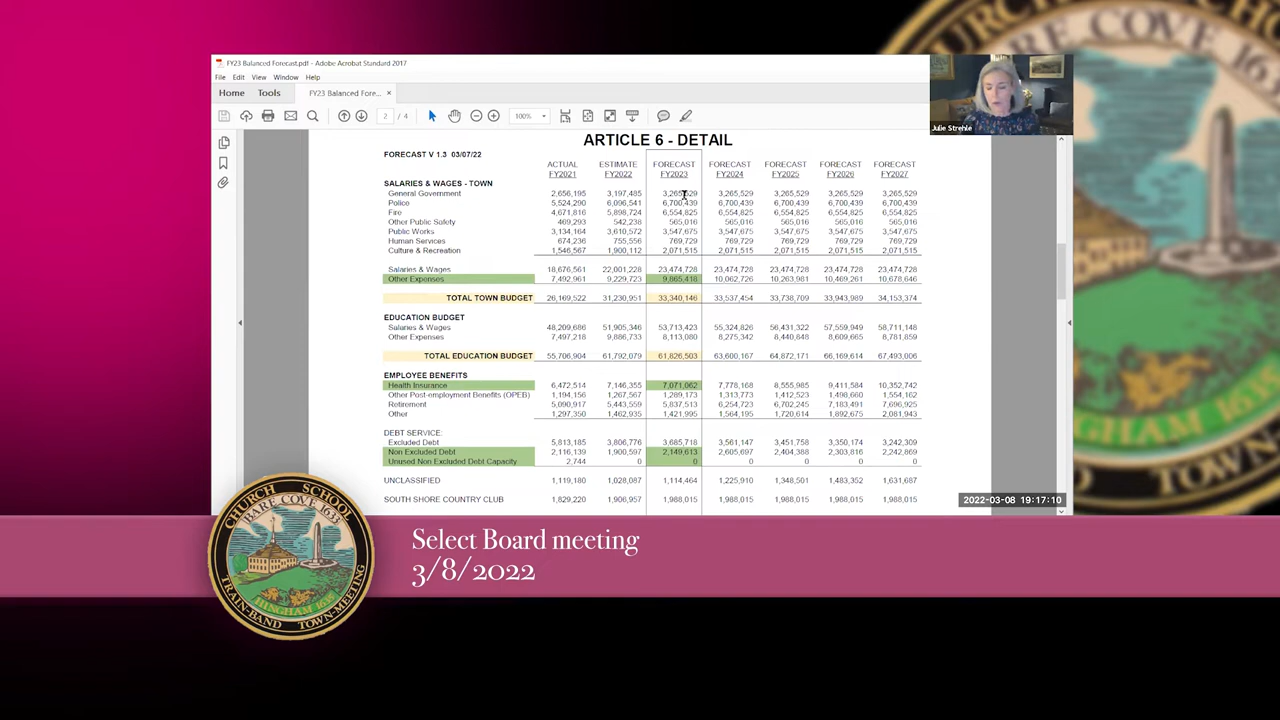 FY23 Balanced Forecast.pdf - Adobe Acrobat Standard 2017
File Edit View Window Help
Home Tools FY23 Balanced Fore... ×
2 / 4 100%
ARTICLE 6 - DETAIL
FORECAST V 1.3 03/07/22
ACTUAL ESTIMATE FORECAST FORECAST FORECAST FORECAST FORECAST
FY2021 FY2022 FY2023 FY2024 FY2025 FY2026 FY2027
SALARIES & WAGES - TOWN
General Government 2,656,195 3,197,485 3,265,529 3,265,529 3,265,529 3,265,529 3,265,529
Police 5,524,290 6,096,541 6,700,439 6,700,439 6,700,439 6,700,439 6,700,439
Fire 4,671,810 5,898,724 6,554,825 6,554,825 6,554,825 6,554,825 6,554,825
Other Public Safety 469,293 542,238 565,016 565,016 565,016 565,016 565,016
Public Works 3,134,164 3,610,572 3,547,675 3,547,675 3,547,675 3,547,675 3,547,675
Human Services 674,236 755,556 769,729 769,729 769,729 769,729 769,729
Culture & Recreation 1,546,567 1,900,112 2,071,515 2,071,515 2,071,515 2,071,515 2,071,515
Salaries & Wages 18,676,561 22,001,228 23,474,728 23,474,728 23,474,728 23,474,728 23,474,728
Other Expenses 7,492,961 9,229,723 9,865,418 10,062,726 10,263,981 10,469,261 10,678,646
TOTAL TOWN BUDGET 26,169,522 31,230,951 33,340,146 33,537,454 33,738,709 33,943,989 34,153,374
EDUCATION BUDGET
Salaries & Wages 48,209,686 51,905,346 53,713,423 55,324,826 56,431,322 57,559,949 58,711,148
Other Expenses 7,497,218 9,886,733 8,113,080 8,275,342 8,440,848 8,609,665 8,781,859
TOTAL EDUCATION BUDGET 55,706,904 61,792,079 61,826,503 63,600,167 64,872,171 66,169,614 67,493,006
EMPLOYEE BENEFITS
Health Insurance 6,472,514 7,146,355 7,071,062 7,778,168 8,555,985 9,411,584 10,352,742
Other Post-employment Benefits (OPEB) 1,194,156 1,267,567 1,289,173 1,313,773 1,412,523 1,498,660 1,554,162
Retirement 5,090,917 5,443,559 5,837,513 6,254,723 6,702,245 7,183,491 7,696,925
Other 1,297,350 1,462,935 1,421,995 1,564,195 1,720,614 1,892,675 2,081,943
DEBT SERVICE:
Excluded Debt 5,813,185 3,806,776 3,685,718 3,561,147 3,451,758 3,350,174 3,242,309
Non Excluded Debt 2,116,139 1,900,597 2,149,613 2,605,697 2,404,388 2,303,816 2,242,869
Unused Non Excluded Debt Capacity 2,744 0 0 0 0 0 0
UNCLASSIFIED 1,119,180 1,028,087 1,114,464 1,225,910 1,348,501 1,483,352 1,631,687
SOUTH SHORE COUNTRY CLUB 1,829,220 1,906,957 1,988,015 1,988,015 1,988,015 1,988,015 1,988,015
Julie Strehle
2022-03-08 19:17:10
CHURCH SCHOOL
BARE COVE 1633
HINGHAM 1635
TRAIN-BAND TOWN-MEETING
Select Board meeting
3/8/2022